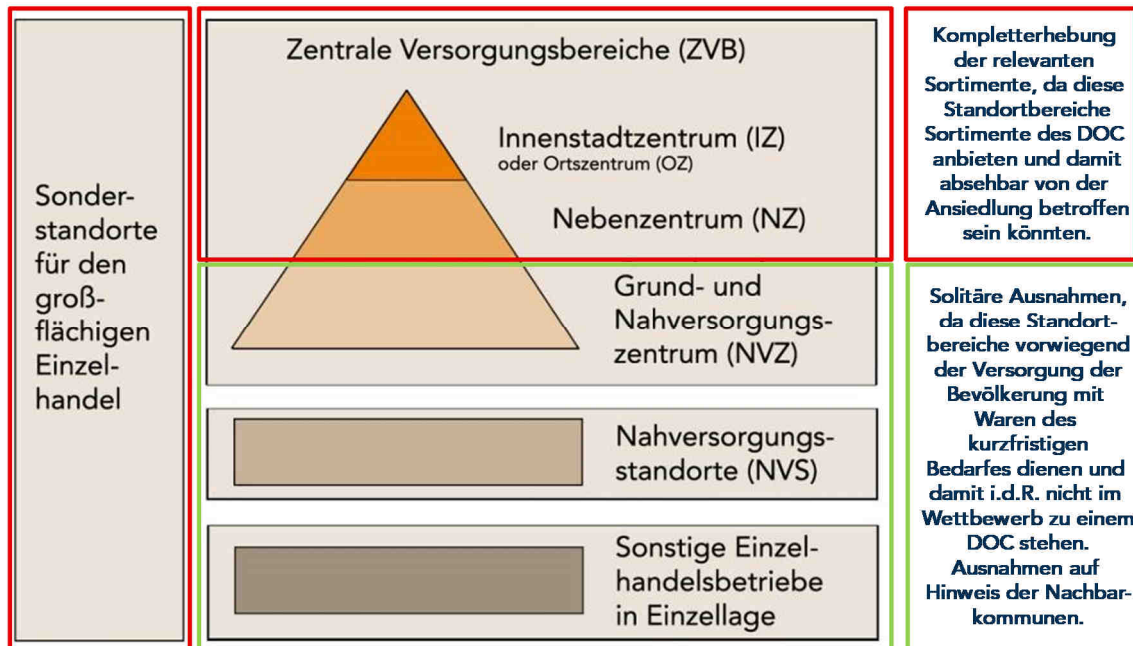 Sonder-
standorte
für den
groß-
flächigen
Einzel-
handel
Zentrale Versorgungsbereiche (ZVB)
Innenstadtzentrum (IZ)
oder Ortszentrum (OZ)
Nebenzentrum (NZ)
Grund- und
Nahversorgungs-
zentrum (NVZ)
Nahversorgungs-
standorte (NVS)
Sonstige Einzel-
handelsbetriebe
in Einzellage
Kompletterhebung
der relevanten
Sortimente, da diese
Standortbereiche
Sortimente des DOC
anbieten und damit
absehbar von der
Ansiedlung betroffen
sein könnten.
Solitäre Ausnahmen,
da diese Standort-
bereiche vorwiegend
der Versorgung der
Bevölkerung mit
Waren des
kurzfristigen
Bedarfes dienen und
damit i.d.R. nicht im
Wettbewerb zu einem
DOC stehen.
Ausnahmen auf
Hinweis der Nachbar-
kommunen.